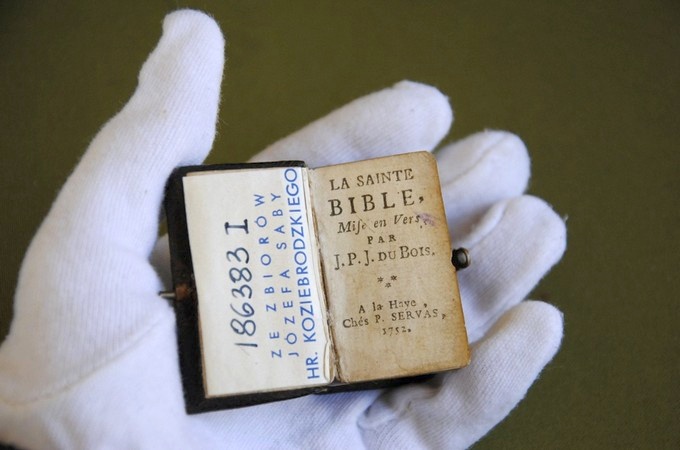 186383 I
ZE ZBIORÓW
JÓZEFA SABY
HR. KOZIEBRODZKIEGO
LA SAINTE
BIBLE,
Miſe en Vers,
PAR
J. P. J. DU BOIS.
A la Haye,
Chés P. SERVAS,
1752.